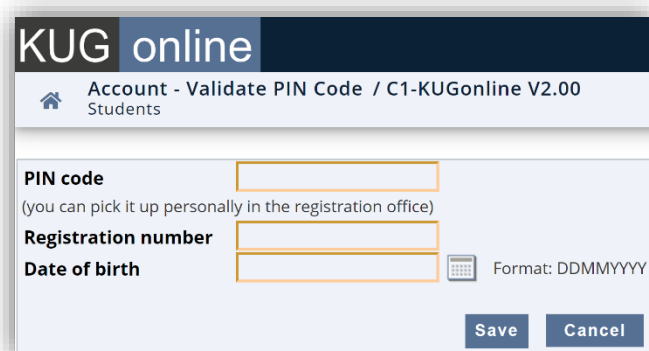 KUG online
Account - Validate PIN Code / C1-KUGonline V2.00
Students
PIN code
(you can pick it up personally in the registration office)
Registration number
Date of birth Format: DDMMYYYY
Save Cancel